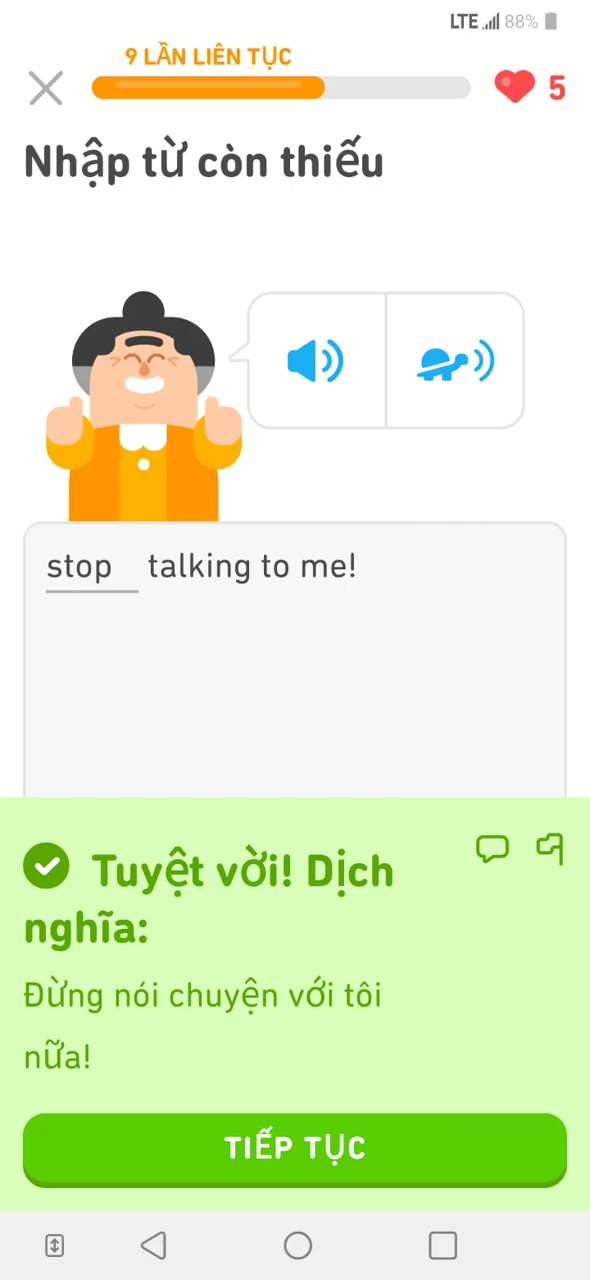 LTE 88%
9 LẦN LIÊN TỤC
5
Nhập từ còn thiếu
stop talking to me!
Tuyệt vời! Dịch
nghĩa:
Đừng nói chuyện với tôi
nữa!
TIẾP TỤC